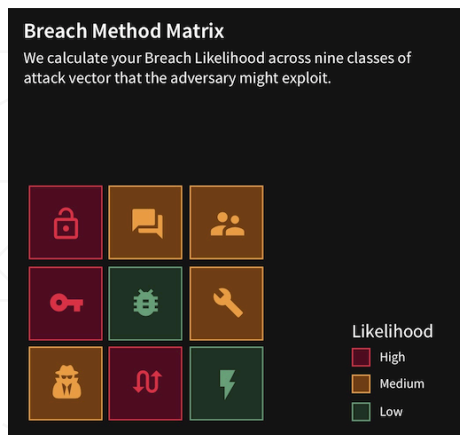 Breach Method Matrix
We calculate your Breach Likelihood across nine classes of
attack vector that the adversary might exploit.
Likelihood
High
Medium
Low